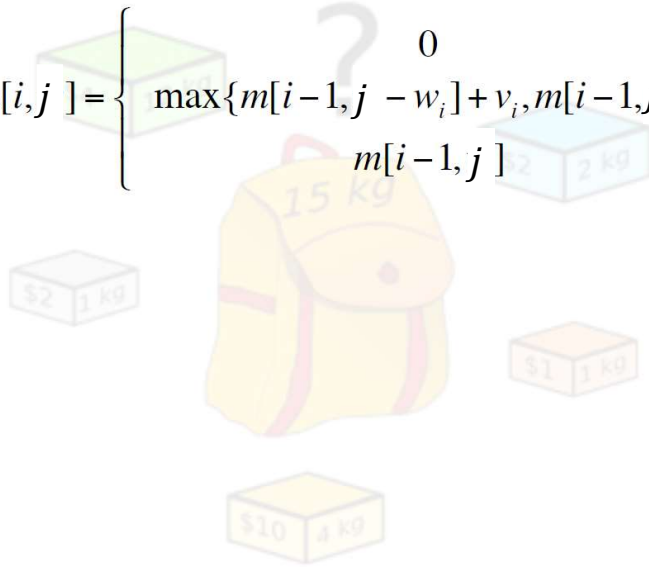 0
[i,j ] = { max{m[i−1,j −w_i]+v_i,m[i−1,j
m[i−1,j ]
?
$2 2 kg
15 kg
$2 1 kg
$1 1 kg
$10 4 kg